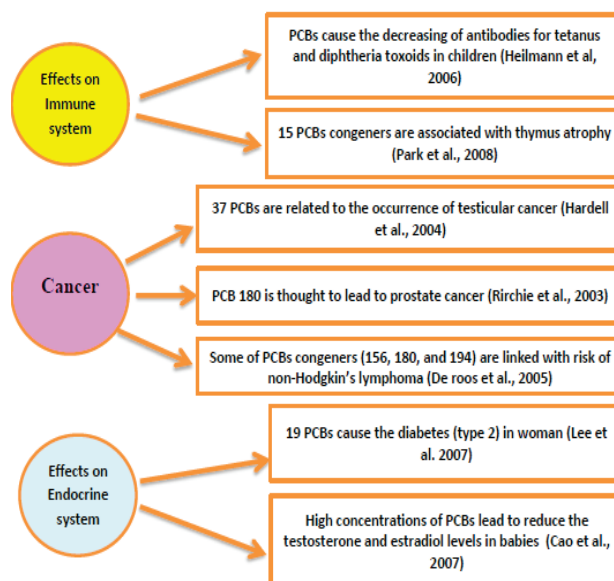 Effects on
Immune
system
PCBs cause the decreasing of antibodies for tetanus
and diphtheria toxoids in children (Heilmann et al,
2006)
15 PCBs congeners are associated with thymus atrophy
(Park et al., 2008)
Cancer
37 PCBs are related to the occurrence of testicular cancer (Hardell
et al., 2004)
PCB 180 is thought to lead to prostate cancer (Rirchie et al., 2003)
Some of PCBs congeners (156, 180, and 194) are linked with risk of
non-Hodgkin's lymphoma (De roos et al., 2005)
Effects on
Endocrine
system
19 PCBs cause the diabetes (type 2) in woman (Lee et
al. 2007)
High concentrations of PCBs lead to reduce the
testosterone and estradiol levels in babies (Cao et al.,
2007)